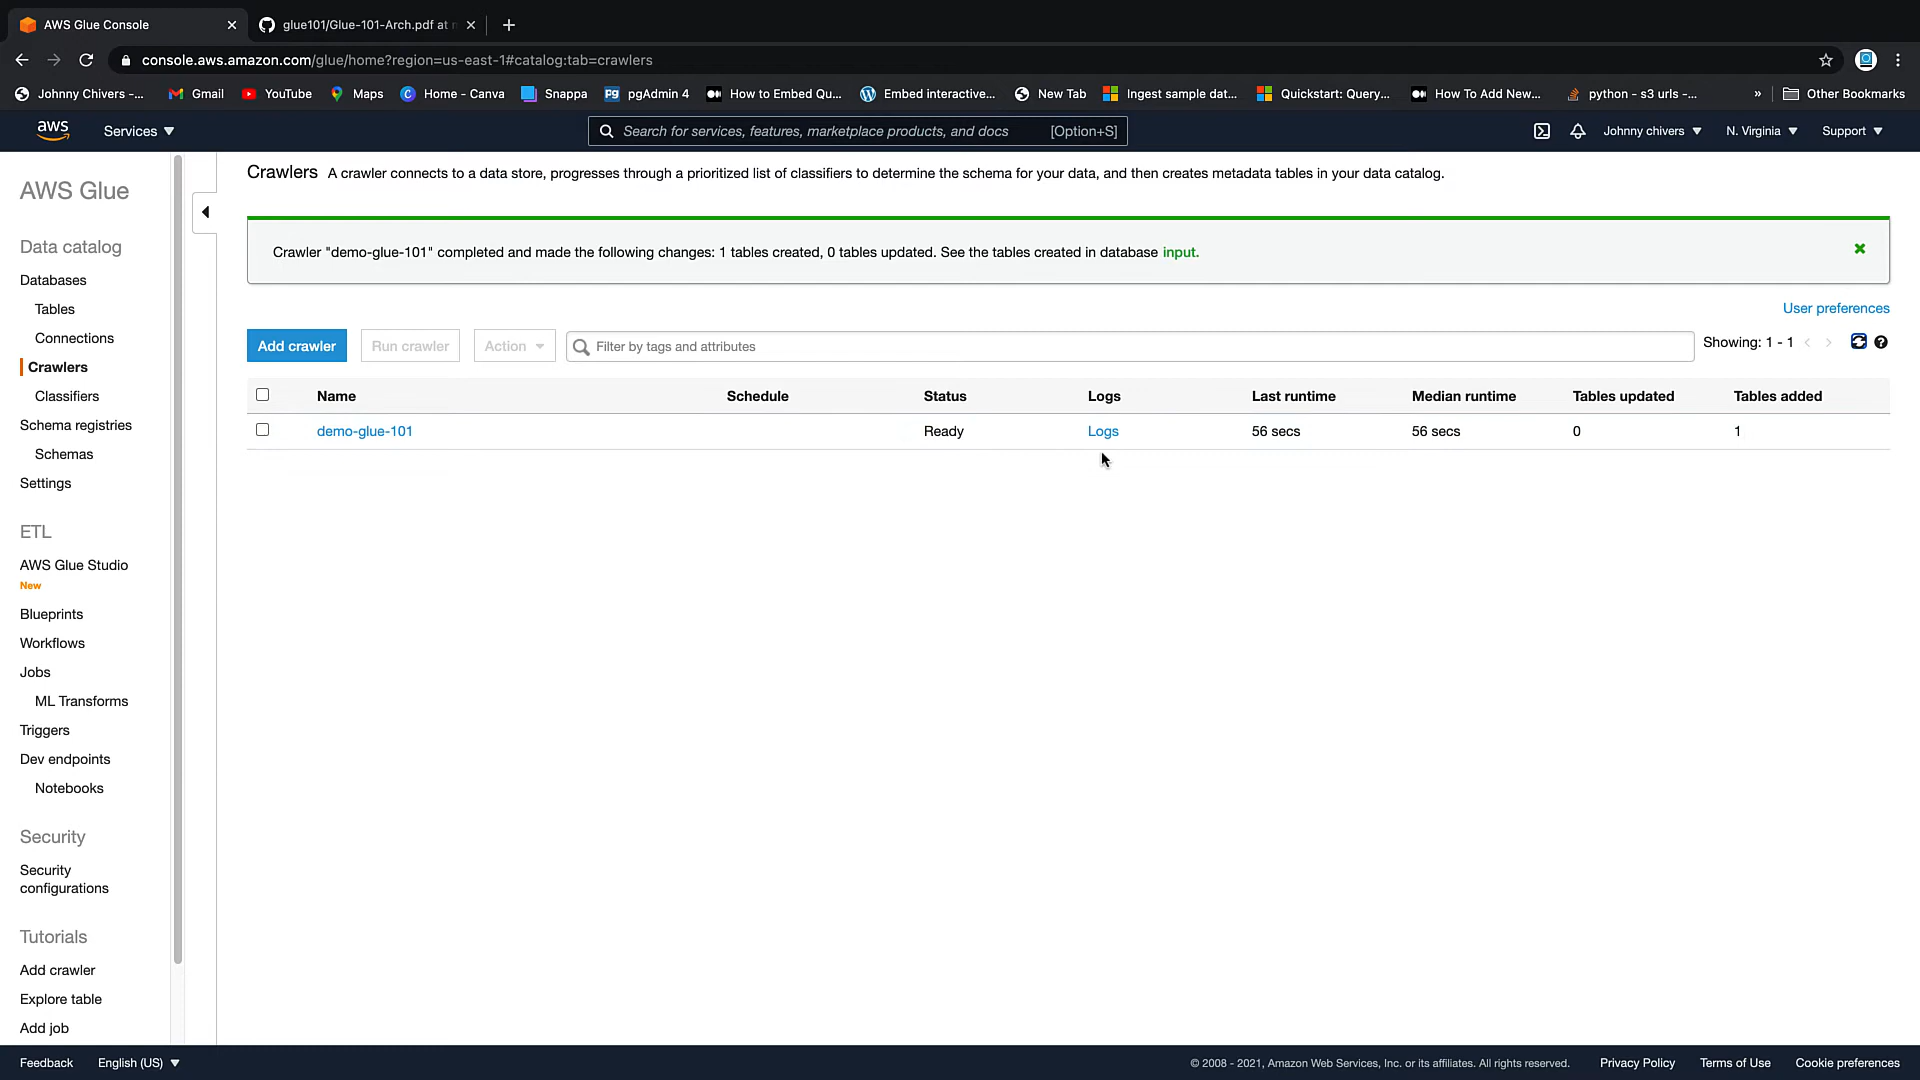 AWS Glue Console
glue101/Glue-101-Arch.pdf at
console.aws.amazon.com/glue/home?region=us-east-1#catalog:tab=crawlers
Johnny Chivers -... Gmail YouTube Maps Home - Canva Snappa pgAdmin 4 How to Embed Qu... Embed interactive... New Tab Ingest sample dat... Quickstart: Query,... How To Add New... python - s3 urls -... » Other Bookmarks
aws Services Search for services, features, marketplace products, and docs [Option+S] Johnny chivers N. Virginia Support
AWS Glue
Data catalog
Databases
Tables
Connections
Crawlers
Classifiers
Schema registries
Schemas
Settings
ETL
AWS Glue Studio
New
Blueprints
Workflows
Jobs
ML Transforms
Triggers
Dev endpoints
Notebooks
Security
Security
configurations
Tutorials
Add crawler
Explore table
Add job
Crawlers A crawler connects to a data store, progresses through a prioritized list of classifiers to determine the schema for your data, and then creates metadata tables in your data catalog.
Crawler "demo-glue-101" completed and made the following changes: 1 tables created, 0 tables updated. See the tables created in database input.
User preferences
Add crawler Run crawler Action Filter by tags and attributes Showing: 1 - 1
Name Schedule Status Logs Last runtime Median runtime Tables updated Tables added
demo-glue-101 Ready Logs 56 secs 56 secs 0 1
Feedback English (US) © 2008 - 2021, Amazon Web Services, Inc. or its affiliates. All rights reserved. Privacy Policy Terms of Use Cookie preferences